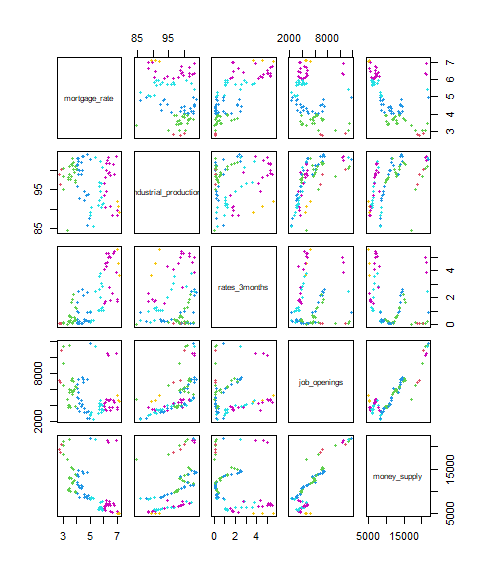 85 95
2000 8000
mortgage_rate
3 4 5 6 7
85 95
ndustrial_production
rates_3months
0 2 4
2000 8000
job_openings
money_supply
5000 15000
3 5 7
0 2 4
5000 15000